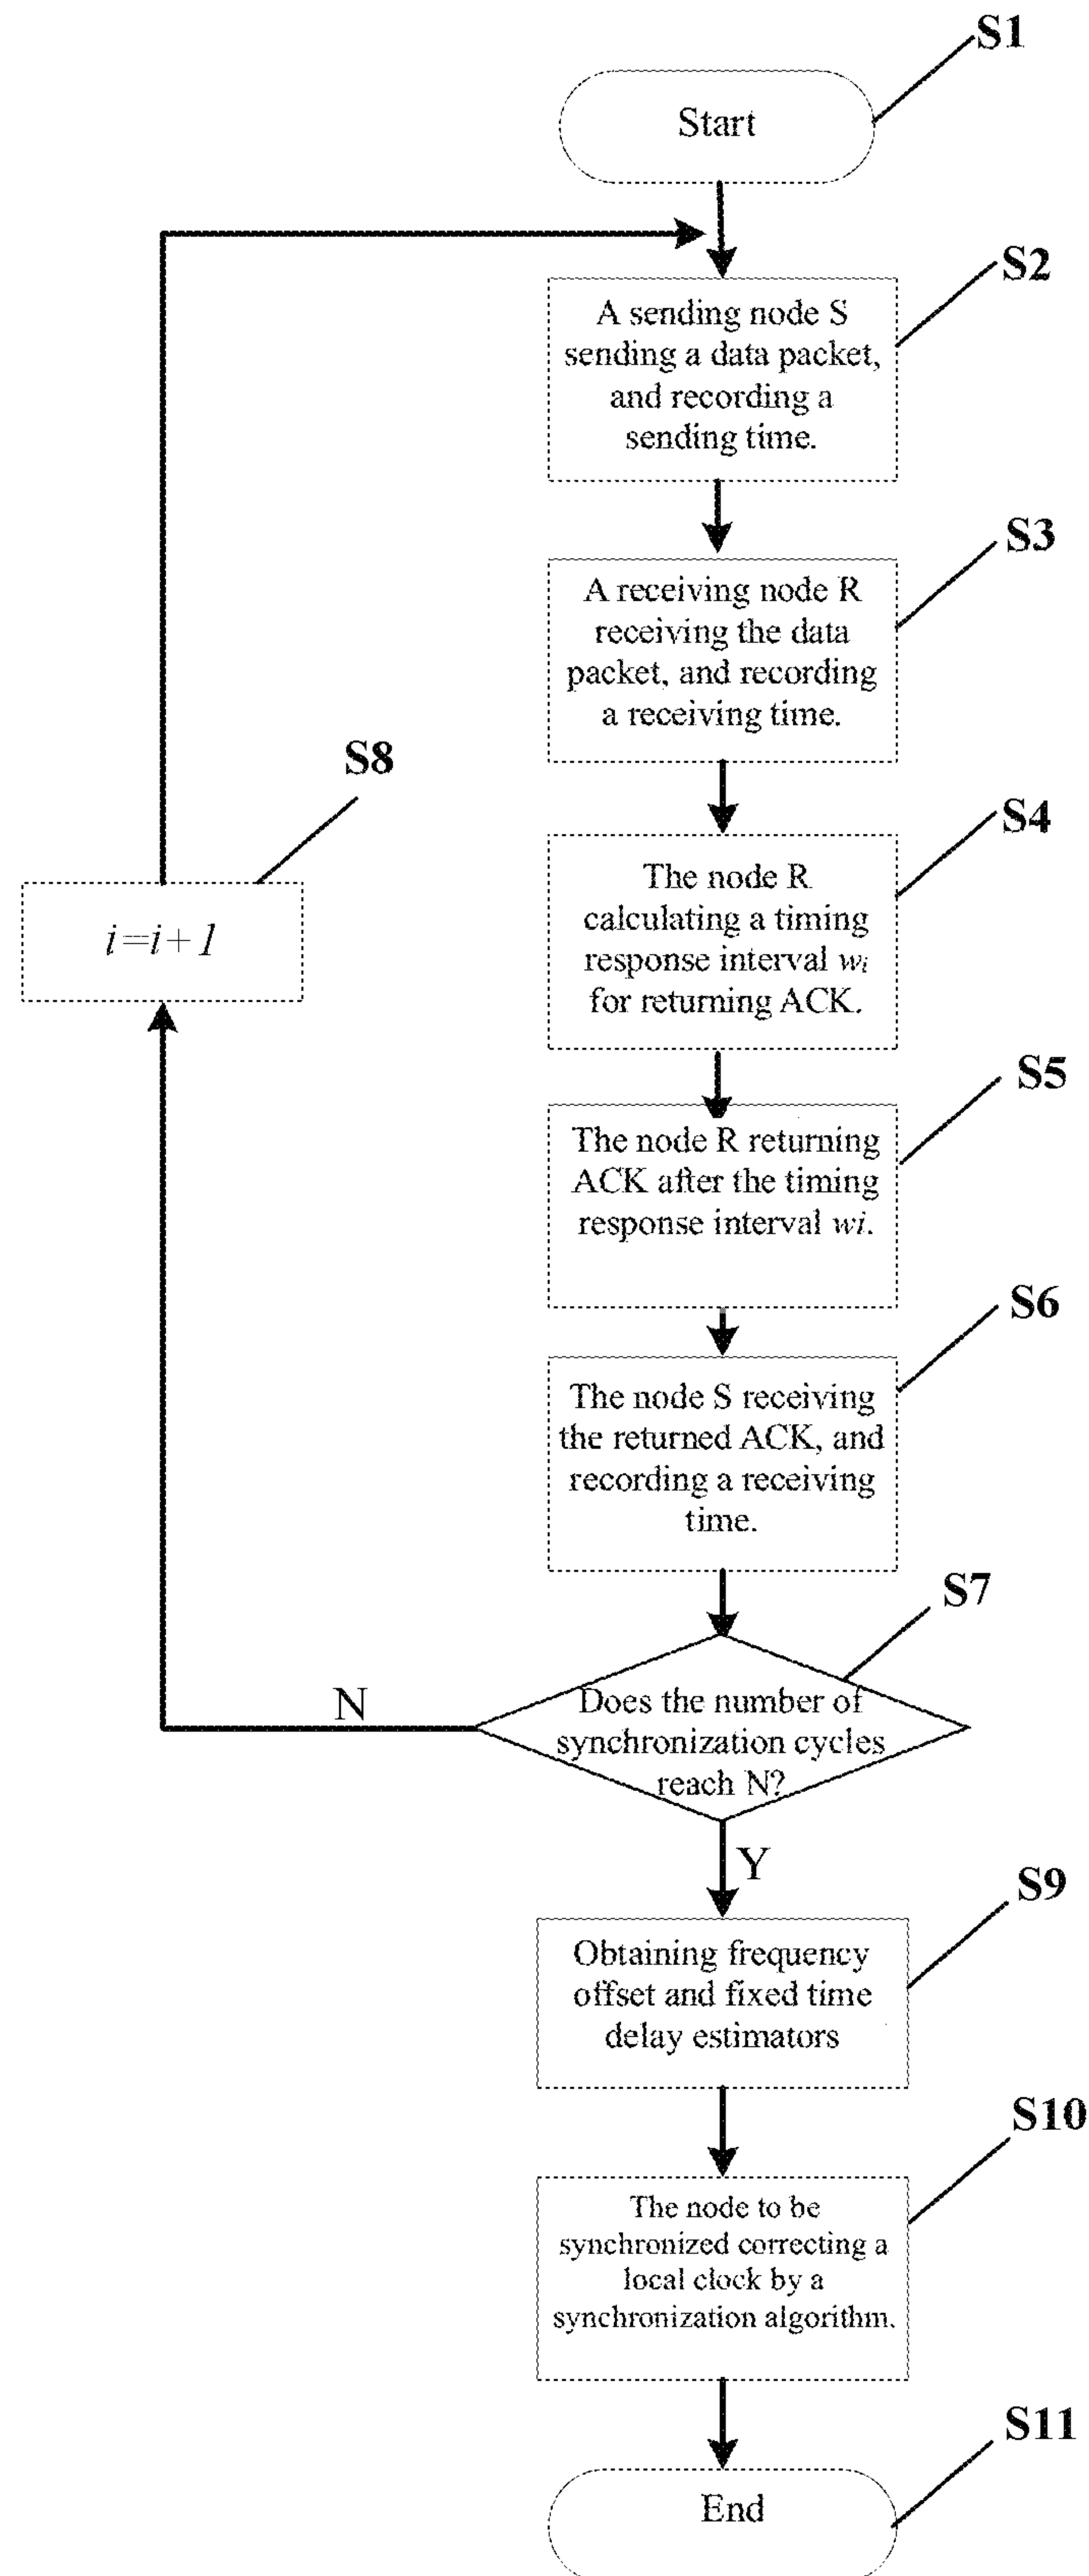 S1
Start
S2
A sending node S
sending a data packet,
and recording a
sending time.
S3
A receiving node R
receiving the data
packet, and recording
a receiving time.
S8
i=i+1
S4
The node R
calculating a timing
response interval wi
for returning ACK.
S5
The node R returning
ACK after the timing
response interval wi.
S6
The node S receiving
the returned ACK, and
recording a receiving
time.
S7
N
Does the number of
synchronization cycles
reach N?
Y
S9
Obtaining frequency
offset and fixed time
delay estimators
S10
The node to be
synchronized correcting a
local clock by a
synchronization algorithm.
S11
End